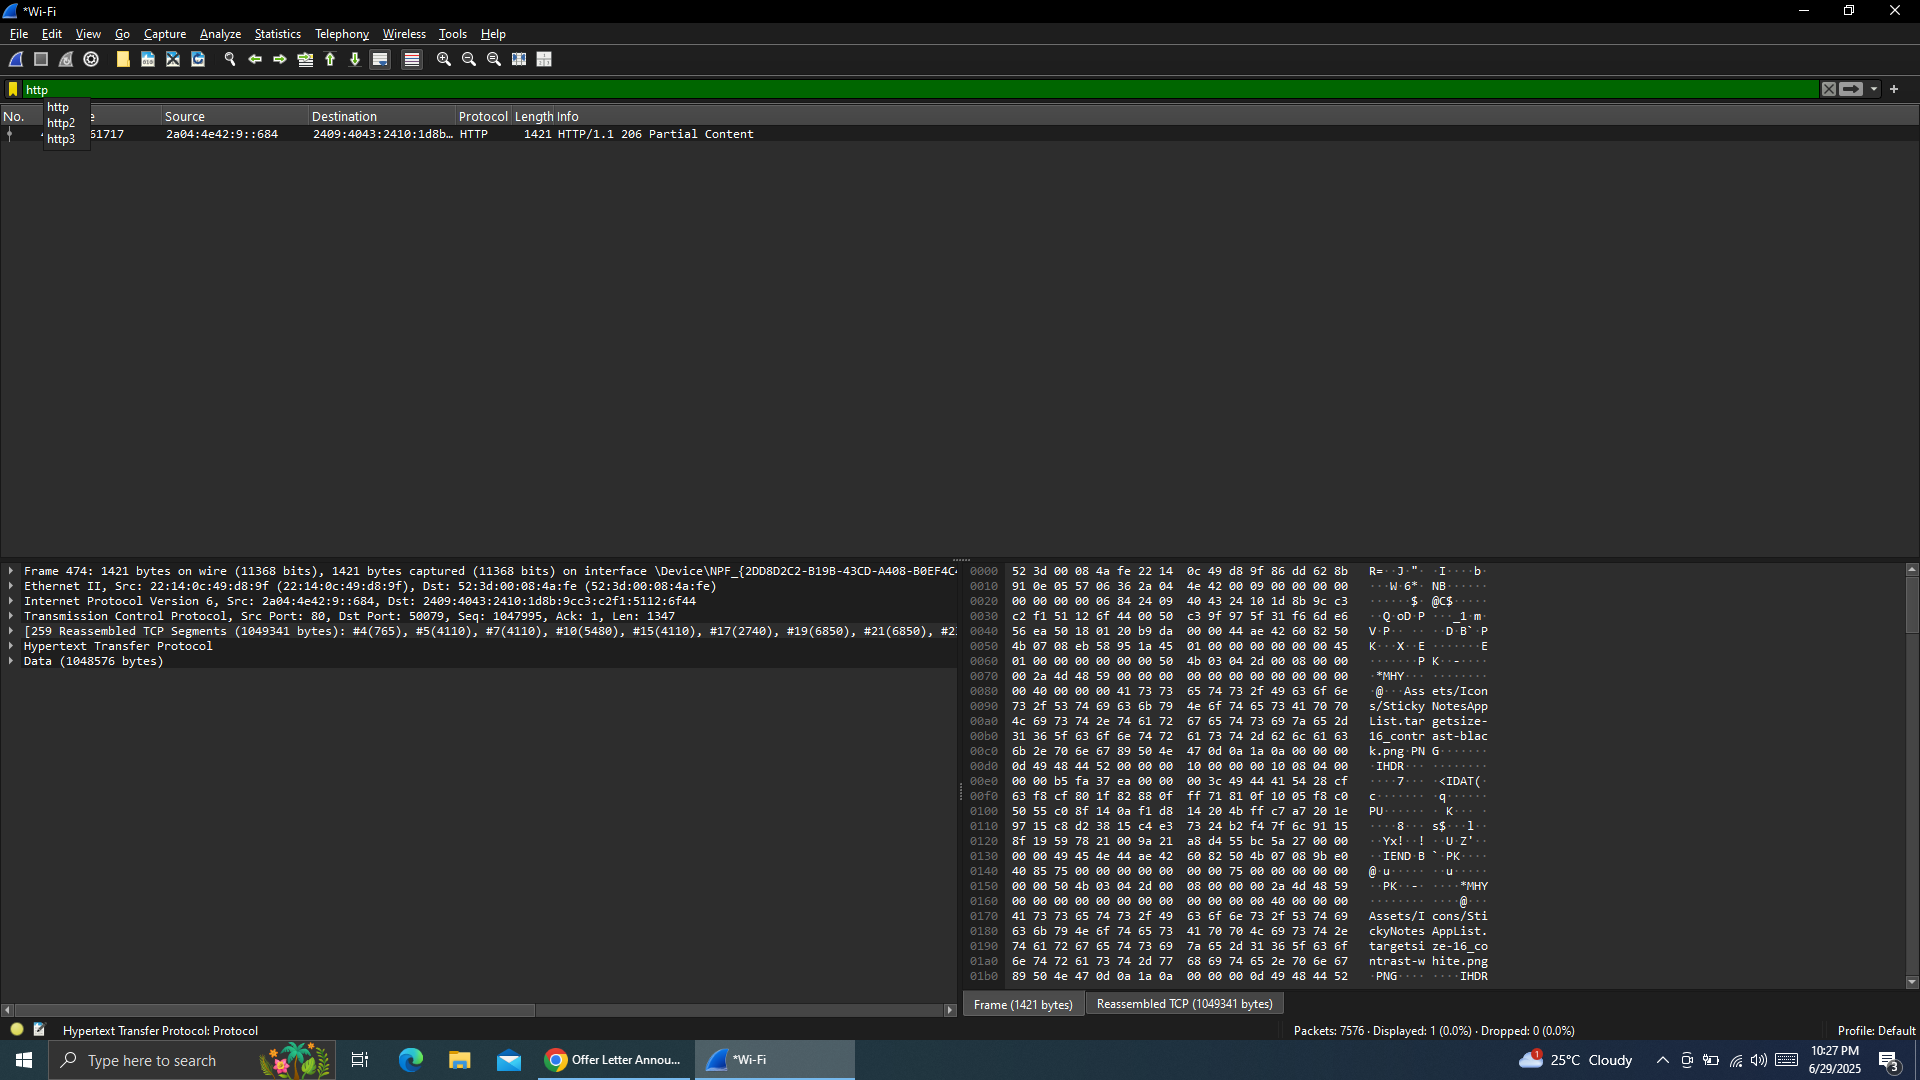 *Wi-Fi
File Edit View Go Capture Analyze Statistics Telephony Wireless Tools Help
http
http
http2
http3
No. Source Destination Protocol Length Info
61717 2a04:4e42:9::684 2409:4043:2410:1d8b… HTTP 1421 HTTP/1.1 206 Partial Content
Frame 474: 1421 bytes on wire (11368 bits), 1421 bytes captured (11368 bits) on interface \Device\NPF_{2DD8D2C2-B19B-43CD-A408-B0EF4C
Ethernet II, Src: 22:14:0c:49:d8:9f (22:14:0c:49:d8:9f), Dst: 52:3d:00:08:4a:fe (52:3d:00:08:4a:fe)
Internet Protocol Version 6, Src: 2a04:4e42:9::684, Dst: 2409:4043:2410:1d8b:9cc3:c2f1:5112:6f44
Transmission Control Protocol, Src Port: 80, Dst Port: 50079, Seq: 1047995, Ack: 1, Len: 1347
[259 Reassembled TCP Segments (1049341 bytes): #4(765), #5(4110), #7(4110), #10(5480), #15(4110), #17(2740), #19(6850), #21(6850), #2
Hypertext Transfer Protocol
Data (1048576 bytes)
0000 52 3d 00 08 4a fe 22 14 0c 49 d8 9f 86 dd 62 8b R=··J·"· ·I····b·
0010 91 0e 05 57 06 36 2a 04 4e 42 00 09 00 00 00 00 ···W·6*· NB······
0020 00 00 00 00 06 84 24 09 40 43 24 10 1d 8b 9c c3 ······$· @C$·····
0030 c2 f1 51 12 6f 44 00 50 c3 9f 97 5f 31 f6 6d e6 ··Q·oD·P ···_1·m·
0040 56 ea 50 18 01 20 b9 da 00 00 44 ae 42 60 82 50 V·P·· ·· ··D·B`·P
0050 4b 07 08 eb 58 95 1a 45 01 00 00 00 00 00 00 45 K···X··E ·······E
0060 01 00 00 00 00 00 00 50 4b 03 04 2d 00 08 00 00 ·······P K··-····
0070 00 2a 4d 48 59 00 00 00 00 00 00 00 00 00 00 00 ·*MHY··· ········
0080 00 40 00 00 00 41 73 73 65 74 73 2f 49 63 6f 6e ·@···Ass ets/Icon
0090 73 2f 53 74 69 63 6b 79 4e 6f 74 65 73 41 70 70 s/Sticky NotesApp
00a0 4c 69 73 74 2e 74 61 72 67 65 74 73 69 7a 65 2d List.tar getsize-
00b0 31 36 5f 63 6f 6e 74 72 61 73 74 2d 62 6c 61 63 16_contr ast-blac
00c0 6b 2e 70 6e 67 89 50 4e 47 0d 0a 1a 0a 00 00 00 k.png·PN G·······
00d0 0d 49 48 44 52 00 00 00 10 00 00 00 10 08 04 00 ·IHDR··· ········
00e0 00 00 b5 fa 37 ea 00 00 00 3c 49 44 41 54 28 cf ····7··· ·<IDAT(·
00f0 63 f8 cf 80 1f 82 88 0f ff 71 81 0f 10 05 f8 c0 c······· ·q······
0100 50 55 c0 8f 14 0a f1 d8 14 20 4b ff c7 a7 20 1e PU······ · K··· ·
0110 97 15 c8 d2 38 15 c4 e3 73 24 b2 f4 7f 6c 91 15 ····8··· s$···l··
0120 8f 19 59 78 21 00 9a 21 a8 d4 55 bc 5a 27 00 00 ··Yx!··! ··U·Z'··
0130 00 00 49 45 4e 44 ae 42 60 82 50 4b 07 08 9b e0 ··IEND·B `·PK····
0140 40 85 75 00 00 00 00 00 00 00 75 00 00 00 00 00 @·u····· ··u·····
0150 00 00 50 4b 03 04 2d 00 08 00 00 00 2a 4d 48 59 ··PK··-· ····*MHY
0160 00 00 00 00 00 00 00 00 00 00 00 00 40 00 00 00 ········ ····@···
0170 41 73 73 65 74 73 2f 49 63 6f 6e 73 2f 53 74 69 Assets/I cons/Sti
0180 63 6b 79 4e 6f 74 65 73 41 70 70 4c 69 73 74 2e ckyNotes AppList.
0190 74 61 72 67 65 74 73 69 7a 65 2d 31 36 5f 63 6f targetsi ze-16_co
01a0 6e 74 72 61 73 74 2d 77 68 69 74 65 2e 70 6e 67 ntrast-w hite.png
01b0 89 50 4e 47 0d 0a 1a 0a 00 00 00 0d 49 48 44 52 ·PNG···· ····IHDR
Frame (1421 bytes) Reassembled TCP (1049341 bytes)
Hypertext Transfer Protocol: Protocol Packets: 7576 · Displayed: 1 (0.0%) · Dropped: 0 (0.0%) Profile: Default
Type here to search Offer Letter Annou... *Wi-Fi 1 25°C Cloudy 10:27 PM
6/29/2025 3